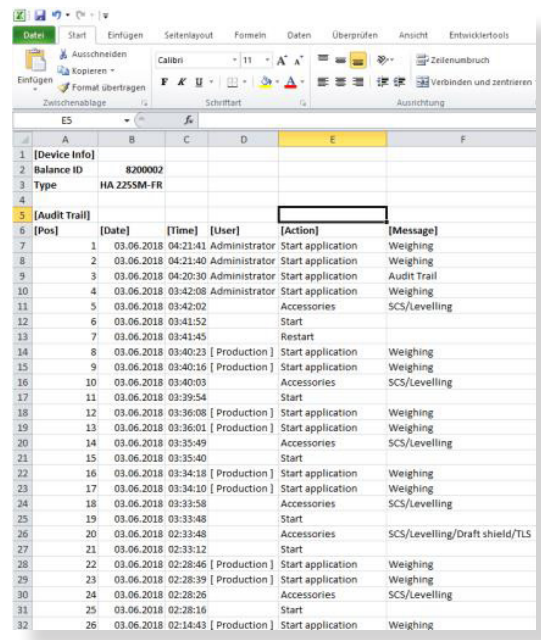 Datei Start Einfügen Seitenlayout Formeln Daten Überprüfen Ansicht Entwicklertools
Einfügen
Ausschneiden
Kopieren
Format übertragen
Calibri 11 A A
F K U A
Zeilenumbruch
Verbinden und zentrieren
Zwischenablage Schriftart Ausrichtung
E5 fx
A B C D E F
1 [Device Info]
2 Balance ID 8200002
3 Type HA 225SM-FR
4
5 [Audit Trail]
6 [Pos] [Date] [Time] [User] [Action] [Message]
7 1 03.06.2018 04:21:41 Administrator Start application Weighing
8 2 03.06.2018 04:21:40 Administrator Start application Weighing
9 3 03.06.2018 04:20:30 Administrator Start application Audit Trail
10 4 03.06.2018 03:42:08 Administrator Start application Weighing
11 5 03.06.2018 03:42:02 Accessories SCS/Levelling
12 6 03.06.2018 03:41:52 Start
13 7 03.06.2018 03:41:45 Restart
14 8 03.06.2018 03:40:23 [ Production ] Start application Weighing
15 9 03.06.2018 03:40:16 [ Production ] Start application Weighing
16 10 03.06.2018 03:40:03 Accessories SCS/Levelling
17 11 03.06.2018 03:39:54 Start
18 12 03.06.2018 03:36:08 [ Production ] Start application Weighing
19 13 03.06.2018 03:36:01 [ Production ] Start application Weighing
20 14 03.06.2018 03:35:49 Accessories SCS/Levelling
21 15 03.06.2018 03:35:40 Start
22 16 03.06.2018 03:34:18 [ Production ] Start application Weighing
23 17 03.06.2018 03:34:10 [ Production ] Start application Weighing
24 18 03.06.2018 03:33:58 Accessories SCS/Levelling
25 19 03.06.2018 03:33:48 Start
26 20 03.06.2018 02:33:48 Accessories SCS/Levelling/Draft shield/TLS
27 21 03.06.2018 02:33:12 Start
28 22 03.06.2018 02:28:46 [ Production ] Start application Weighing
29 23 03.06.2018 02:28:39 [ Production ] Start application Weighing
30 24 03.06.2018 02:28:26 Accessories SCS/Levelling
31 25 03.06.2018 02:28:16 Start
32 26 03.06.2018 02:14:43 [ Production ] Start application Weighing